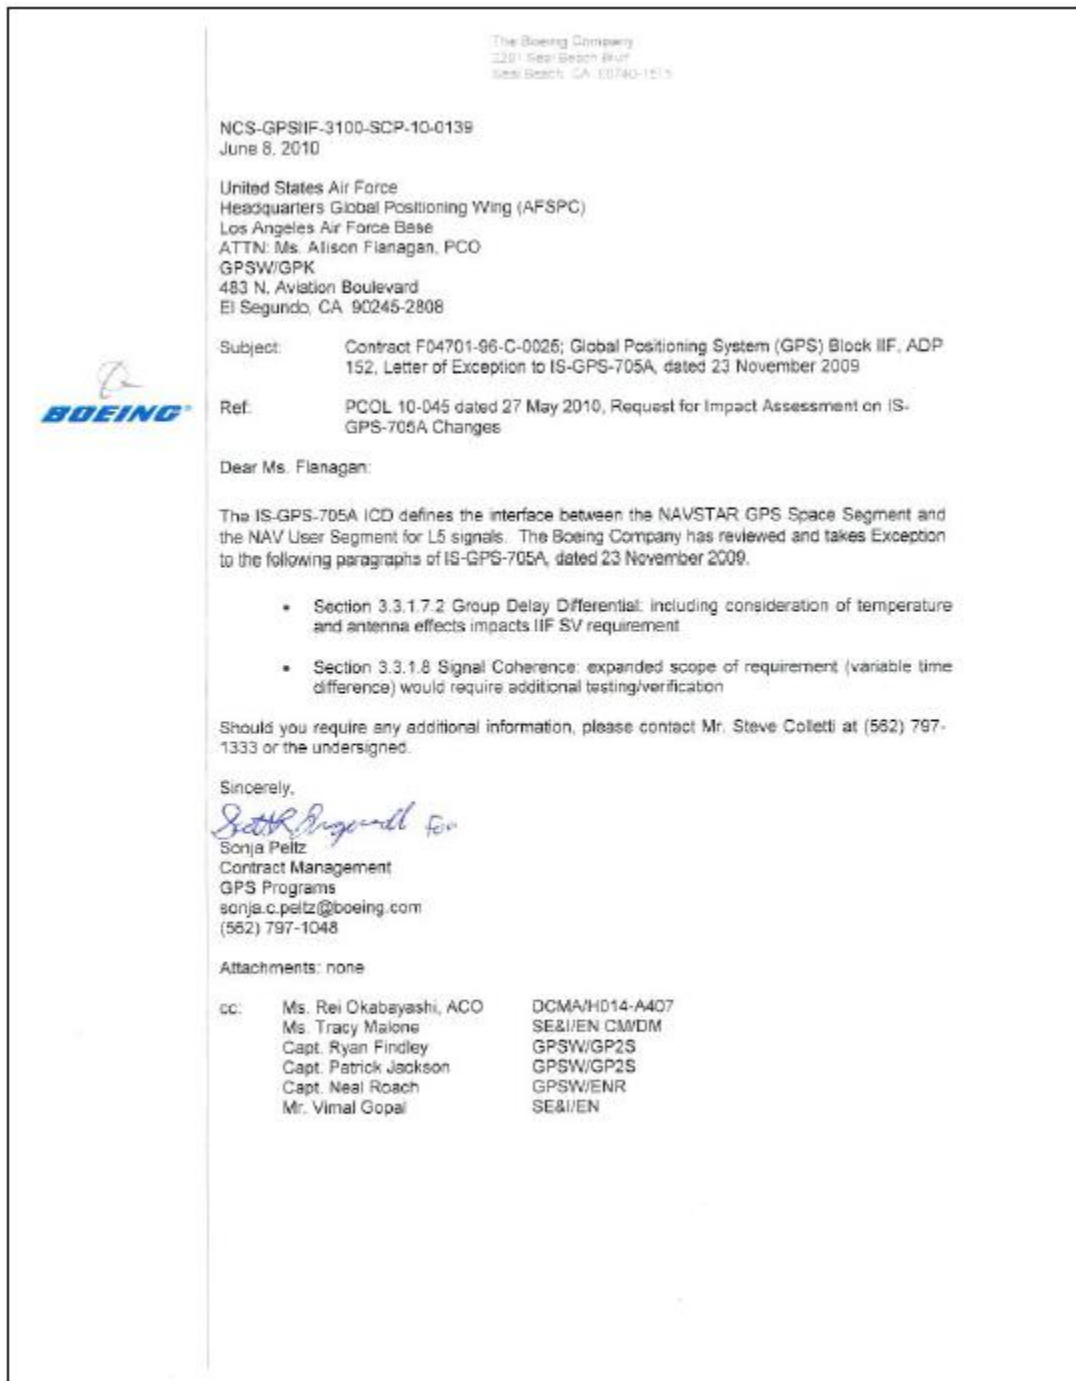 The Boeing Company
2201 Seal Beach Blvd
Seal Beach, CA 90740-1515
NCS-GPSIIF-3100-SCP-10-0139
June 8, 2010
United States Air Force
Headquarters Global Positioning Wing (AFSPC)
Los Angeles Air Force Base
ATTN: Ms. Allison Flanagan, PCO
GPSW/GPK
483 N. Aviation Boulevard
El Segundo, CA 90245-2808
Subject: Contract F04701-96-C-0025; Global Positioning System (GPS) Block IIF, ADP
152, Letter of Exception to IS-GPS-705A, dated 23 November 2009
BOEING
Ref: PCOL 10-045 dated 27 May 2010, Request for Impact Assessment on IS-
GPS-705A Changes
Dear Ms. Flanagan:
The IS-GPS-705A ICD defines the interface between the NAVSTAR GPS Space Segment and
the NAV User Segment for L5 signals. The Boeing Company has reviewed and takes Exception
to the following paragraphs of IS-GPS-705A, dated 23 November 2009.
• Section 3.3.1.7.2 Group Delay Differential: including consideration of temperature
and antenna effects impacts IIF SV requirement
• Section 3.3.1.8 Signal Coherence: expanded scope of requirement (variable time
difference) would require additional testing/verification
Should you require any additional information, please contact Mr. Steve Colletti at (562) 797-
1333 or the undersigned.
Sincerely,
for
Sonja Peltz
Contract Management
GPS Programs
sonja.c.peltz@boeing.com
(562) 797-1048
Attachments: none
cc: Ms. Rei Okabayashi, ACO DCMA/H014-A407
Ms. Tracy Malone SE&I/EN CM/DM
Capt. Ryan Findley GPSW/GP2S
Capt. Patrick Jackson GPSW/GP2S
Capt. Neal Roach GPSW/ENR
Mr. Vimal Gopal SE&I/EN